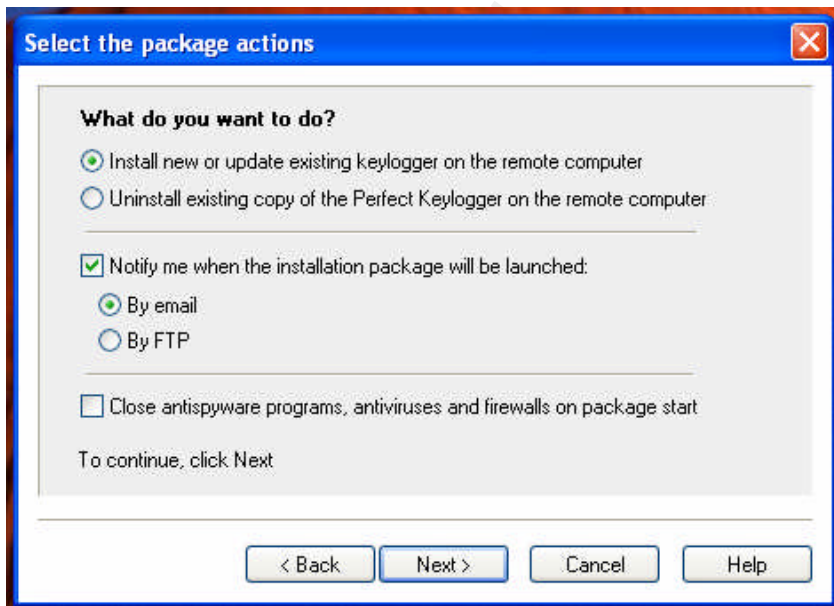 Select the package actions
What do you want to do?
Install new or update existing keylogger on the remote computer
Uninstall existing copy of the Perfect Keylogger on the remote computer
Notify me when the installation package will be launched:
By email
By FTP
Close antispyware programs, antiviruses and firewalls on package start
To continue, click Next
< Back Next > Cancel Help